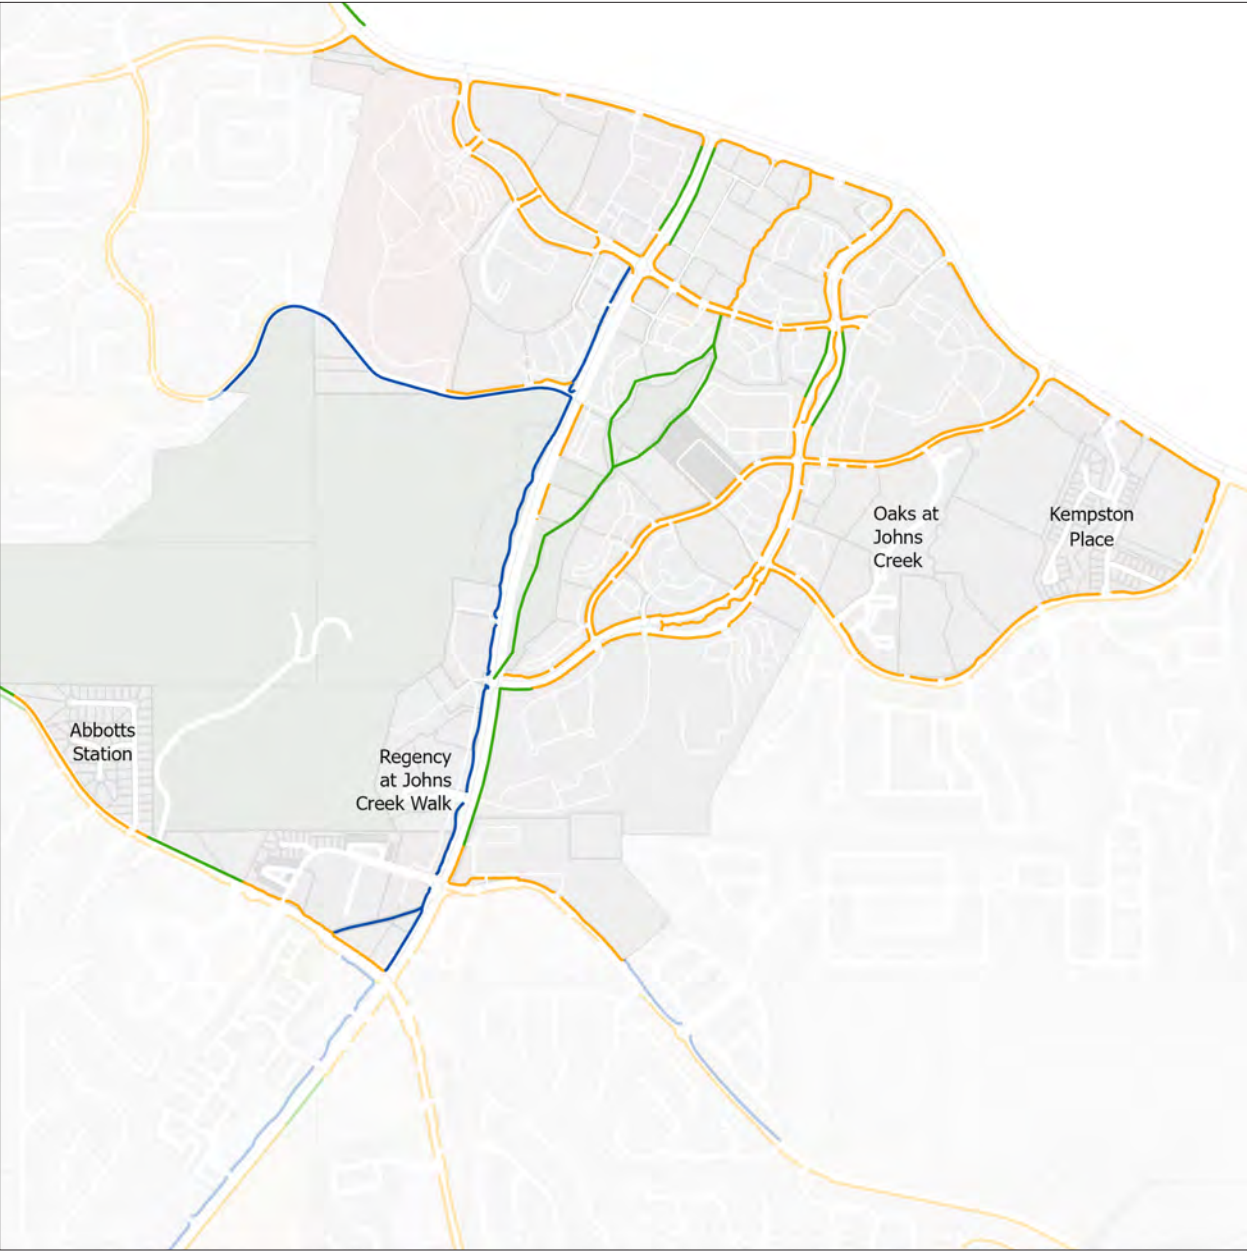 Oaks at
Johns
Creek
Kempston
Place
Abbotts
Station
Regency
at Johns
Creek Walk